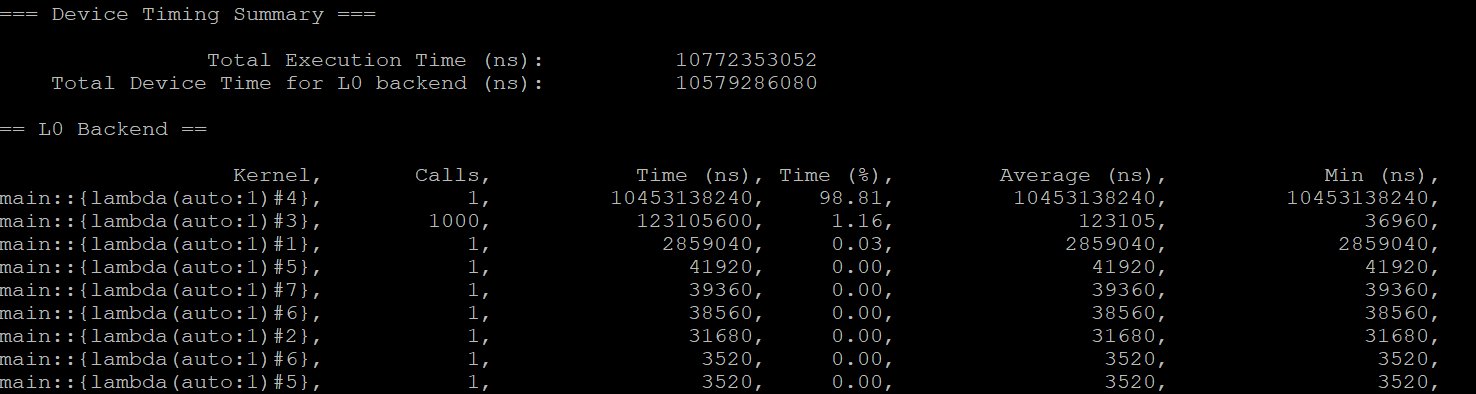 === Device Timing Summary ===
Total Execution Time (ns): 10772353052
Total Device Time for L0 backend (ns): 10579286080
== L0 Backend ==
Kernel, Calls, Time (ns), Time (%), Average (ns), Min (ns),
main::{lambda(auto:1)#4}, 1, 10453138240, 98.81, 10453138240, 10453138240,
main::{lambda(auto:1)#3}, 1000, 123105600, 1.16, 123105, 36960,
main::{lambda(auto:1)#1}, 1, 2859040, 0.03, 2859040, 2859040,
main::{lambda(auto:1)#5}, 1, 41920, 0.00, 41920, 41920,
main::{lambda(auto:1)#7}, 1, 39360, 0.00, 39360, 39360,
main::{lambda(auto:1)#6}, 1, 38560, 0.00, 38560, 38560,
main::{lambda(auto:1)#2}, 1, 31680, 0.00, 31680, 31680,
main::{lambda(auto:1)#6}, 1, 3520, 0.00, 3520, 3520,
main::{lambda(auto:1)#5}, 1, 3520, 0.00, 3520, 3520,